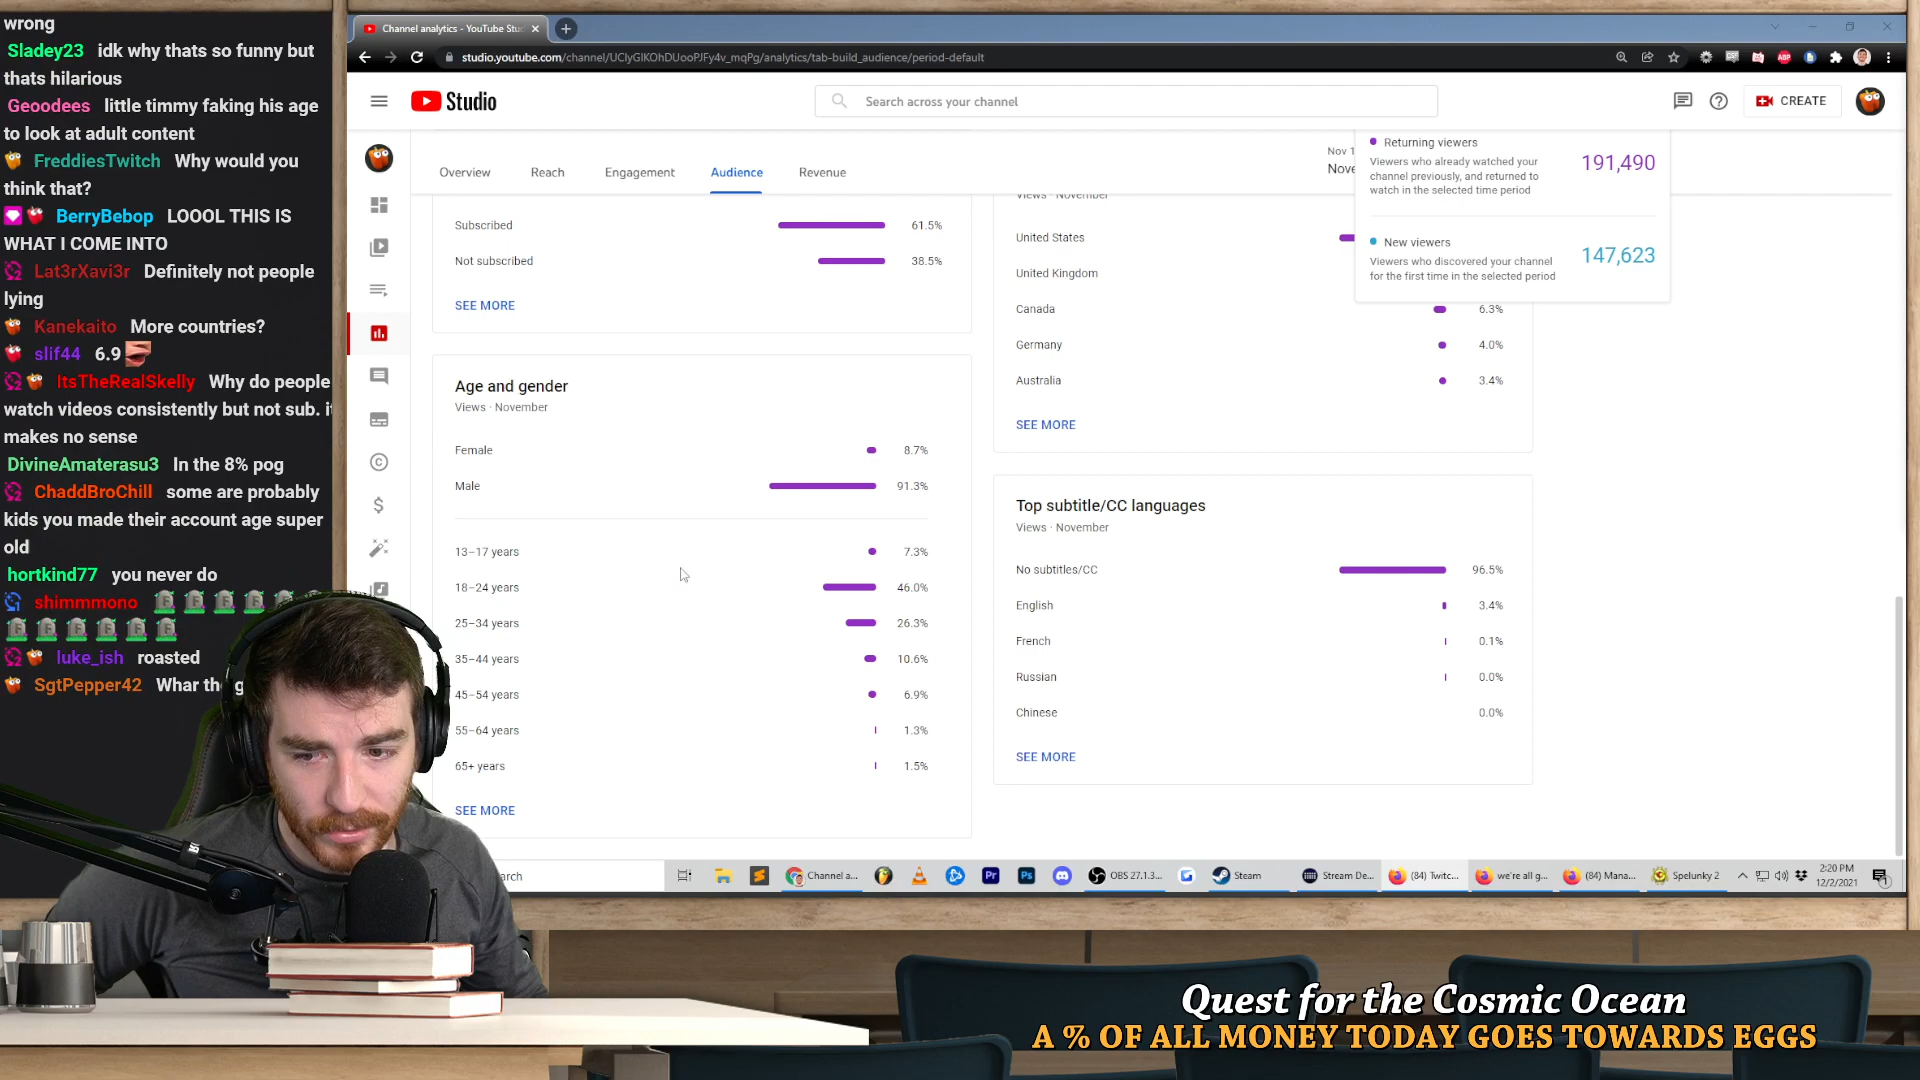 wrong
Sladey23 idk why thats so funny but
thats hilarious
Geoodees little timmy faking his age
to look at adult content
FreddiesTwitch Why would you
think that?
BerryBebop LOOOL THIS IS
WHAT I COME INTO
Lat3rXavi3r Definitely not people
lying
Kanekaito More countries?
slif44 6.9
ItsTheRealSkelly Why do people
watch videos consistently but not sub. it
makes no sense
DivineAmaterasu3 In the 8% pog
ChaddBroChill some are probably
kids you made their account age super
old
hortkind77 you never do
shimmmono
luke_ish roasted
SgtPepper42 Whar the g
Channel analytics - YouTube Stu
studio.youtube.com/channel/UClyGlKOhDUooPJFy4v_mqPg/analytics/tab-build_audience/period-default
Studio
Search across your channel
CREATE
Overview Reach Engagement Audience Revenue
Nov 1
Nove
Returning viewers
Viewers who already watched your
channel previously, and returned to
watch in the selected time period
191,490
New viewers
Viewers who discovered your channel
for the first time in the selected period
147,623
Subscribed 61.5%
Not subscribed 38.5%
SEE MORE
Age and gender
Views · November
Female 8.7%
Male 91.3%
13–17 years 7.3%
18–24 years 46.0%
25–34 years 26.3%
35–44 years 10.6%
45–54 years 6.9%
55–64 years 1.3%
65+ years 1.5%
SEE MORE
Views · November
United States
United Kingdom
Canada 6.3%
Germany 4.0%
Australia 3.4%
SEE MORE
Top subtitle/CC languages
Views · November
No subtitles/CC 96.5%
English 3.4%
French 0.1%
Russian 0.0%
Chinese 0.0%
SEE MORE
arch
Channel a...
Pr
Ps
OBS 27.1.3...
Steam
Stream De...
(84) Twitc...
we're all g...
(84) Mana...
Spelunky 2
2:20 PM
12/2/2021
Quest for the Cosmic Ocean
A % OF ALL MONEY TODAY GOES TOWARDS EGGS